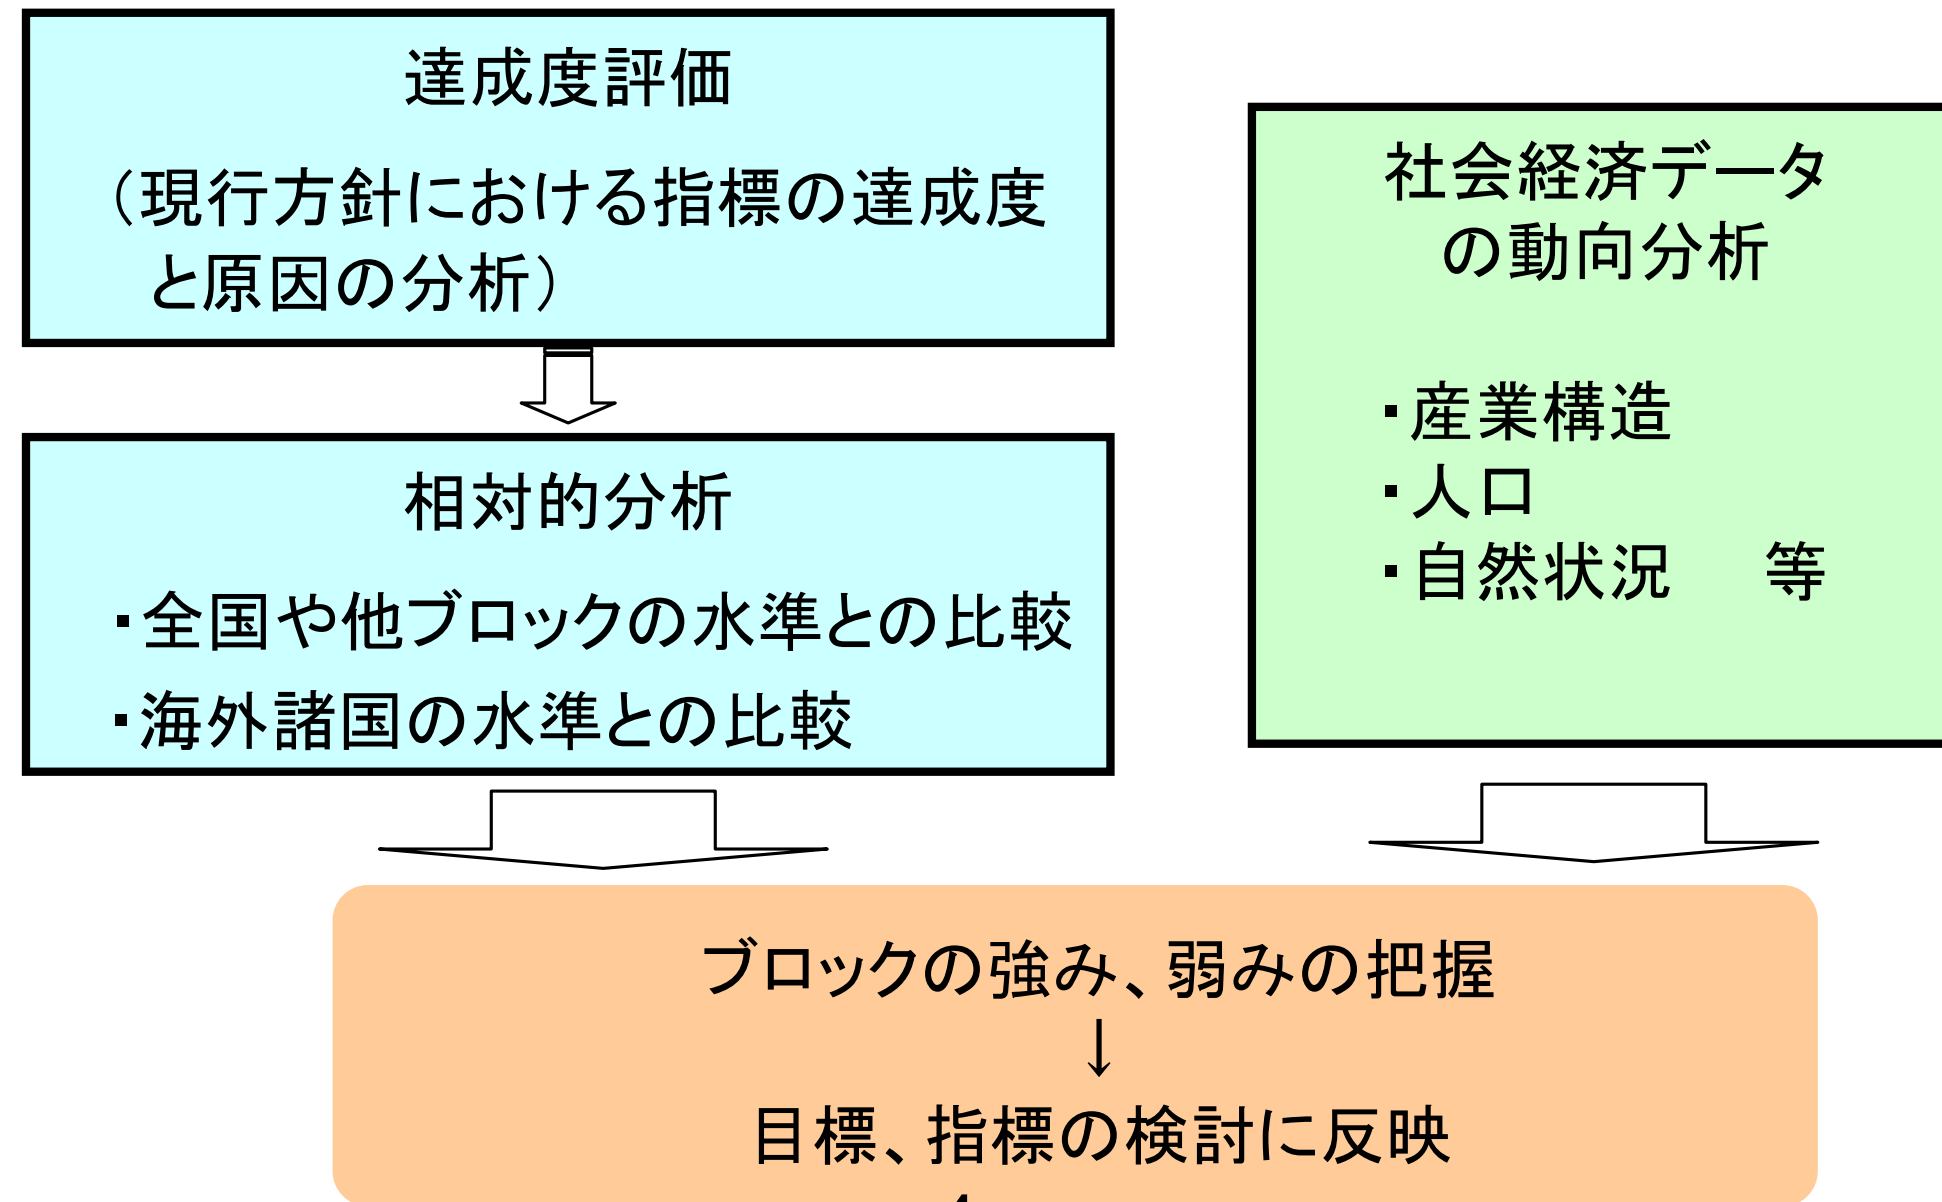 達成度評価
（現行方針における指標の達成度
と原因の分析）
相対的分析
・全国や他ブロックの水準との比較
・海外諸国の水準との比較
社会経済データ
の動向分析
・産業構造
・人口
・自然状況　等
ブロックの強み、弱みの把握
↓
目標、指標の検討に反映